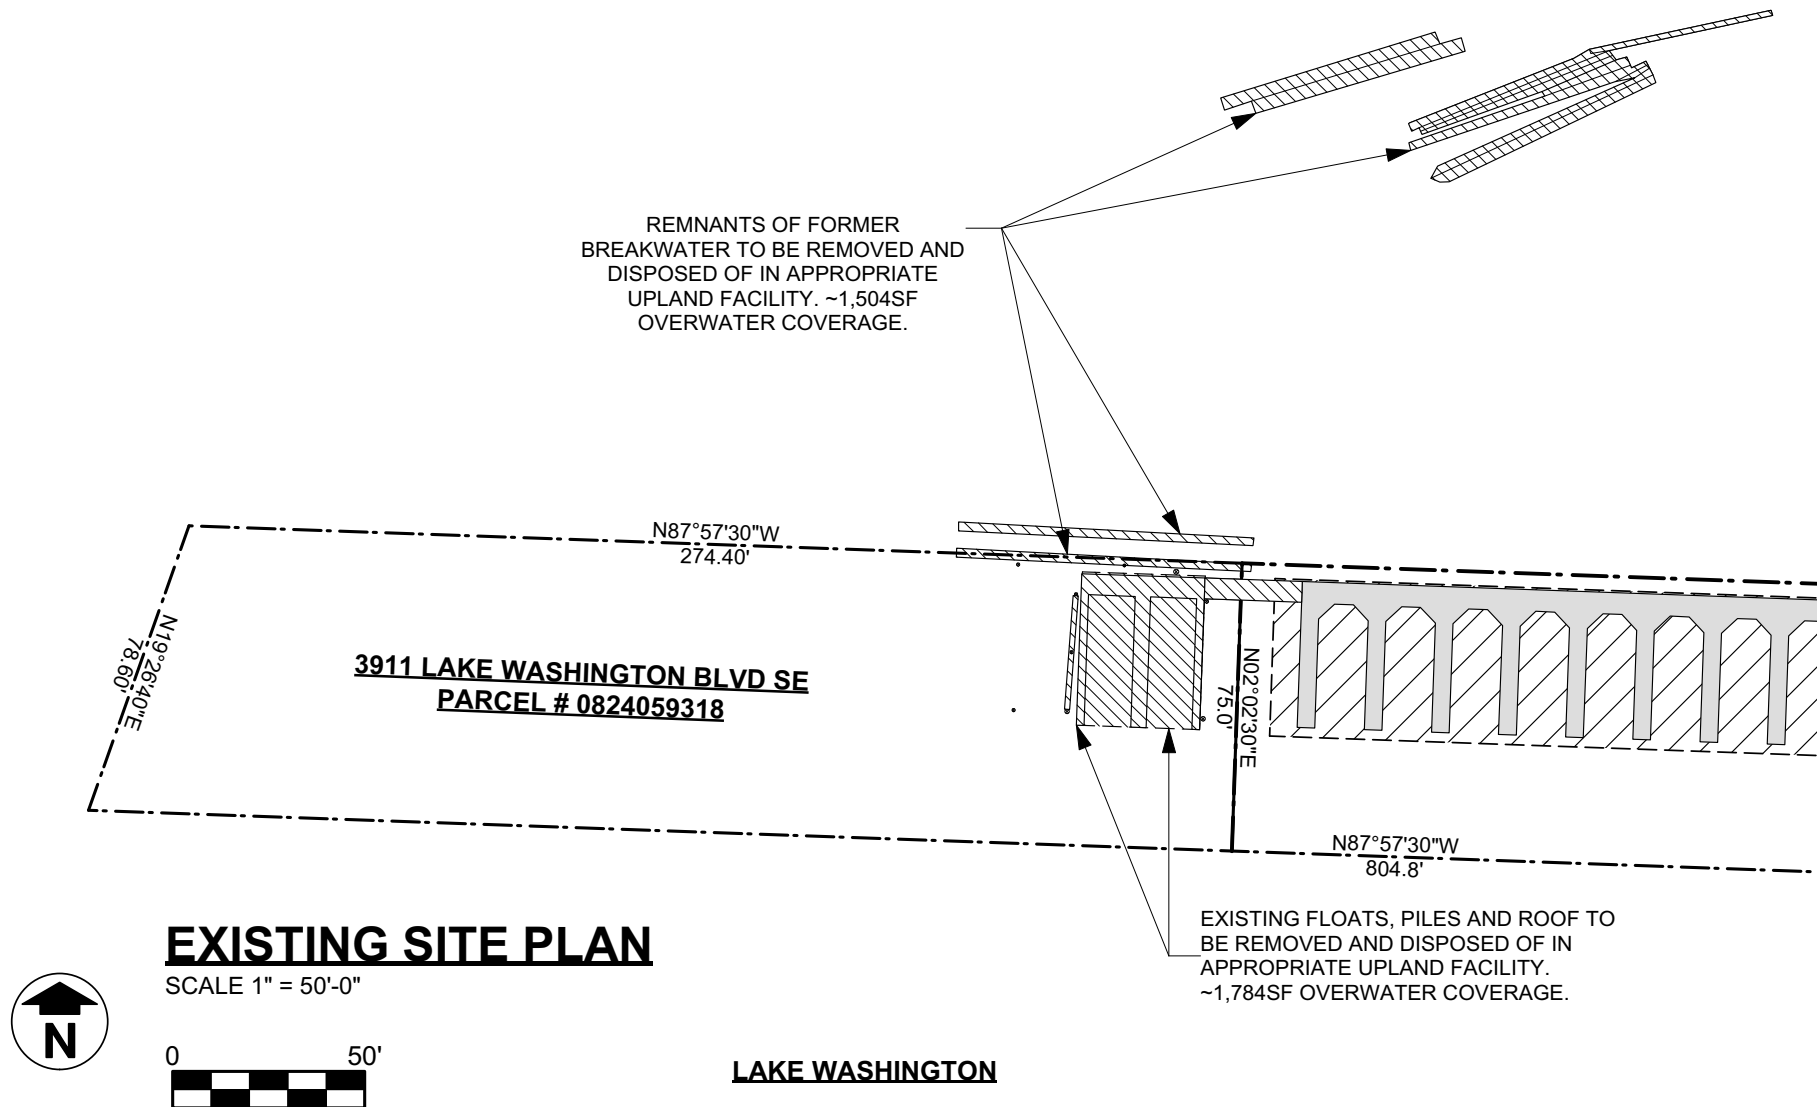 REMNANTS OF FORMER
BREAKWATER TO BE REMOVED AND
DISPOSED OF IN APPROPRIATE
UPLAND FACILITY. ~1,504SF
OVERWATER COVERAGE.
N87°57'30"W
274.40'
N19°26'40"E
78.60'
3911 LAKE WASHINGTON BLVD SE
PARCEL # 0824059318
N02°02'30"E
75.0'
N87°57'30"W
804.8'
EXISTING FLOATS, PILES AND ROOF TO
BE REMOVED AND DISPOSED OF IN
APPROPRIATE UPLAND FACILITY.
~1,784SF OVERWATER COVERAGE.
EXISTING SITE PLAN
SCALE 1" = 50'-0"
N
0 50'
LAKE WASHINGTON